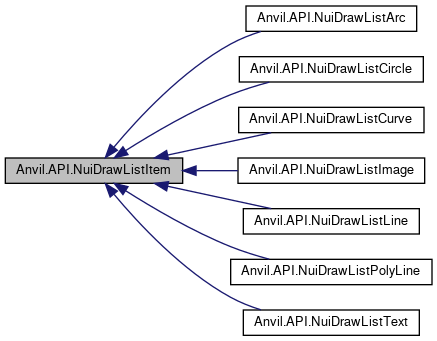 Anvil.API.NuiDrawListArc
Anvil.API.NuiDrawListCircle
Anvil.API.NuiDrawListCurve
Anvil.API.NuiDrawListItem
Anvil.API.NuiDrawListImage
Anvil.API.NuiDrawListLine
Anvil.API.NuiDrawListPolyLine
Anvil.API.NuiDrawListText